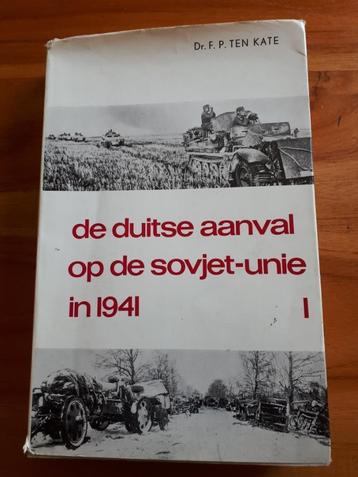 Dr. F. P. TEN KATE
de duitse aanval
op de sovjet-unie
in 1941 I